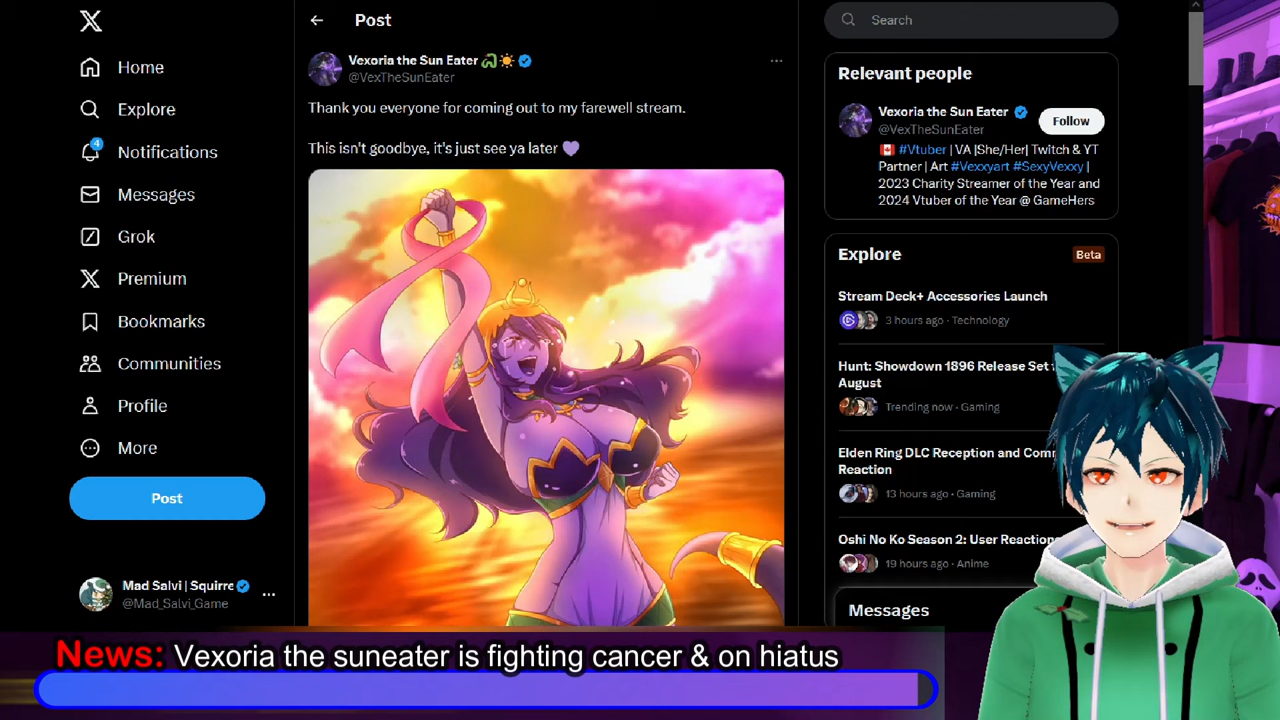 Home
Explore
Notifications
4
Messages
Grok
Premium
Bookmarks
Communities
Profile
More
Post
Mad Salvi | Squirre
@Mad_Salvi_Game
Post
Vexoria the Sun Eater
@VexTheSunEater
Thank you everyone for coming out to my farewell stream.
This isn't goodbye, it's just see ya later 💜
Search
Relevant people
Vexoria the Sun Eater
@VexTheSunEater
Follow
🇨🇦 #Vtuber | VA |She/Her| Twitch & YT
Partner | Art #Vexxyart #SexyVexxy |
2023 Charity Streamer of the Year and
2024 Vtuber of the Year @ GameHers
Explore
Beta
Stream Deck+ Accessories Launch
3 hours ago · Technology
Hunt: Showdown 1896 Release Set
August
Trending now · Gaming
Elden Ring DLC Reception and Com
Reaction
13 hours ago · Gaming
Oshi No Ko Season 2: User Reactions
19 hours ago · Anime
Messages
News: Vexoria the suneater is fighting cancer & on hiatus